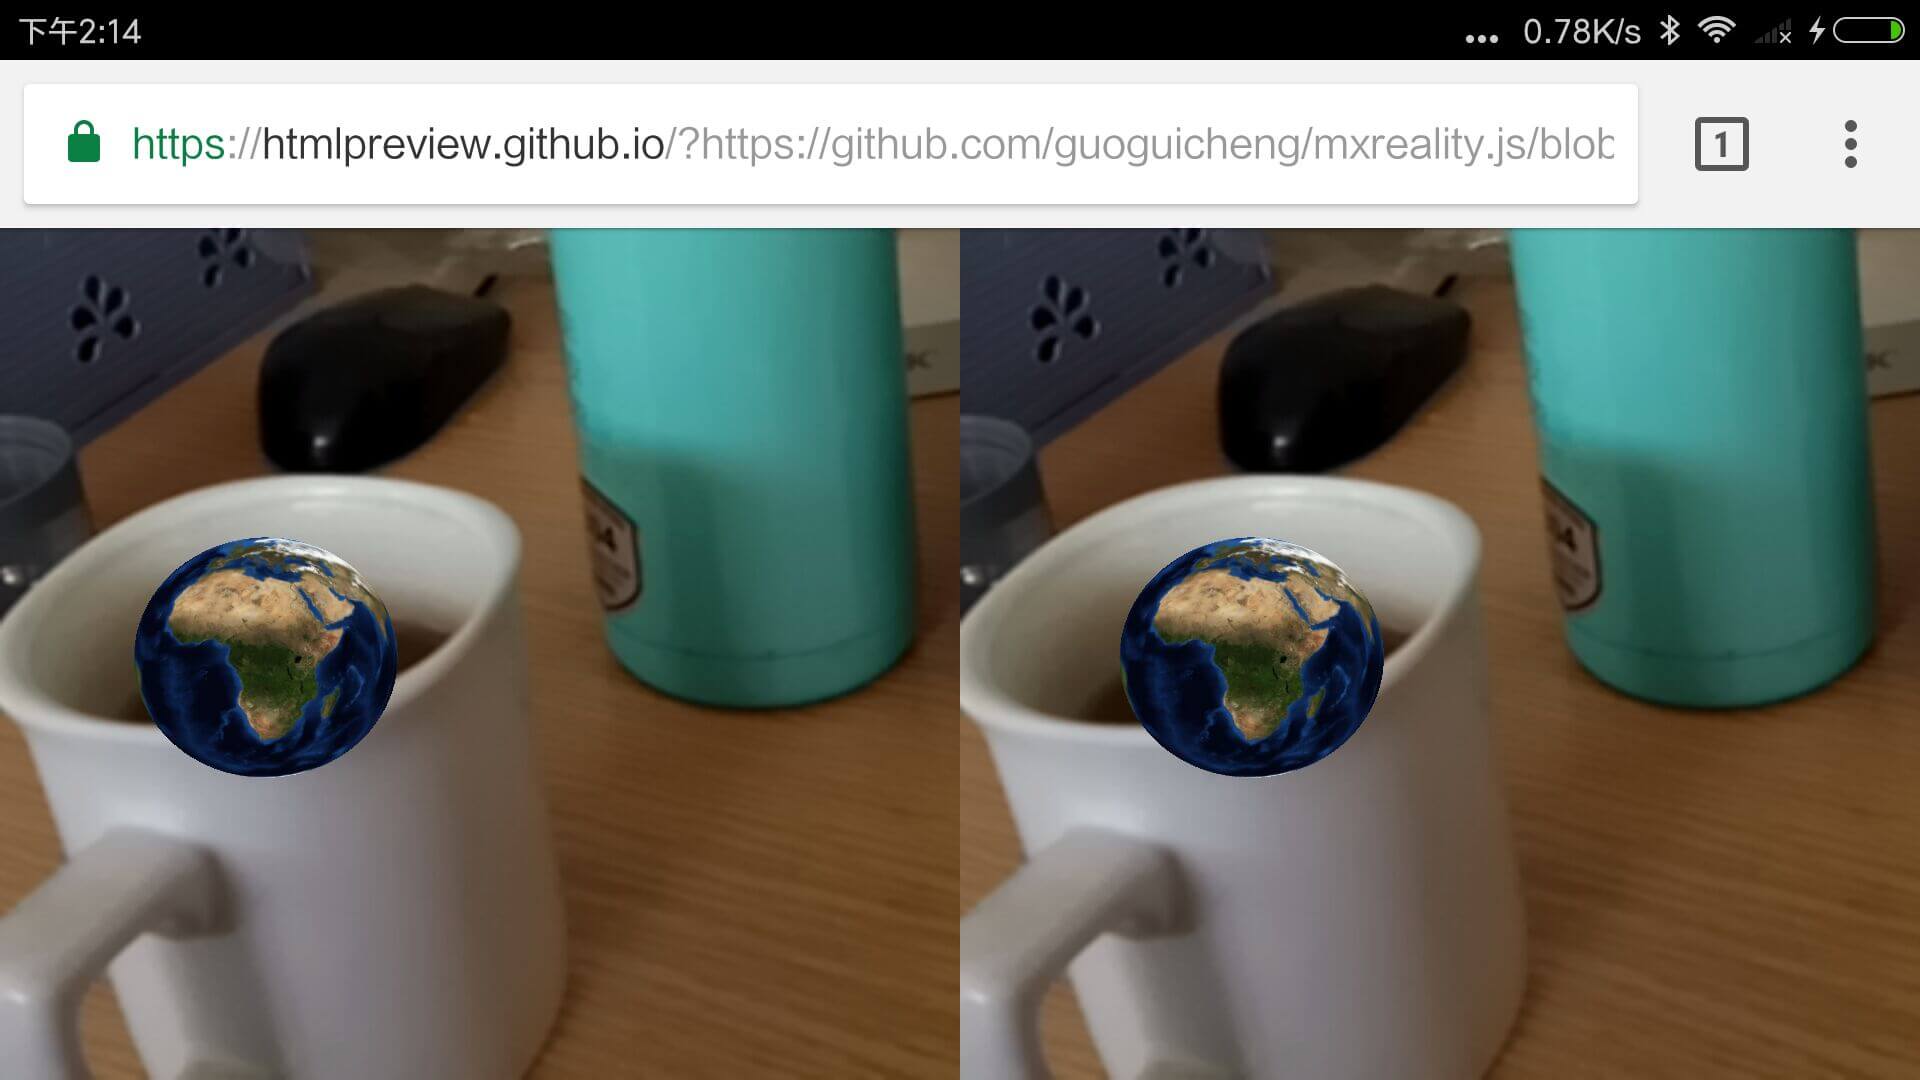 下午2:14
... 0.78K/s
https://htmlpreview.github.io/?https://github.com/guoguicheng/mxreality.js/blob
1